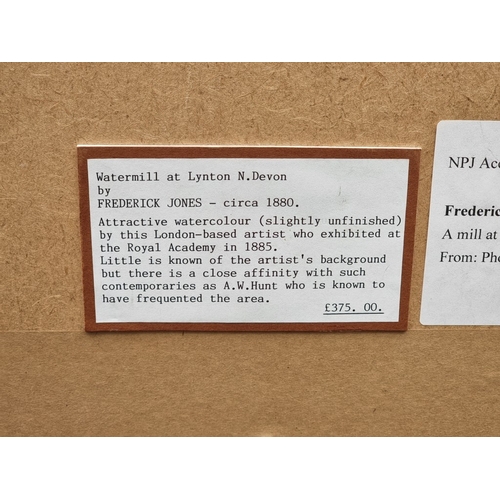 Watermill at Lynton N.Devon
by
FREDERICK JONES - circa 1880.
Attractive watercolour (slightly unfinished)
by this London-based artist who exhibited at
the Royal Academy in 1885.
Little is known of the artist's background
but there is a close affinity with such
contemporaries as A.W.Hunt who is known to
have frequented the area.
£375. 00.
NPJ Acc
Frederic
A mill at
From: Pho